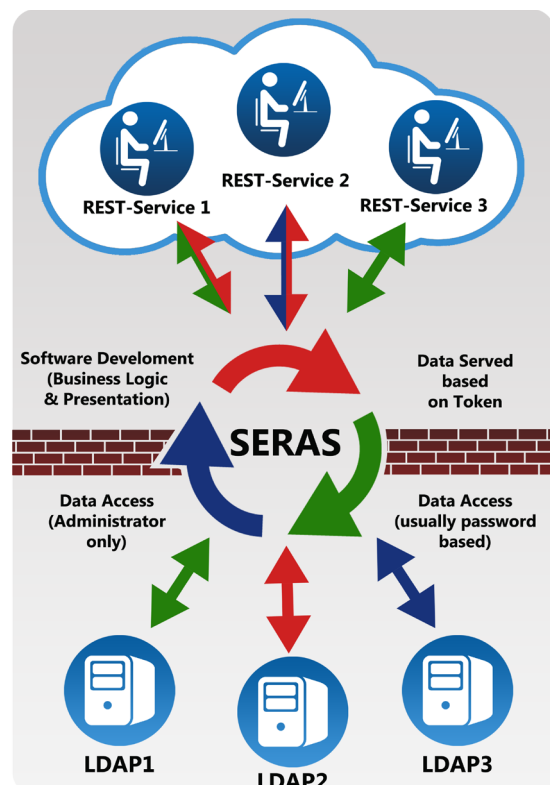 REST-Service 1
REST-Service 2
REST-Service 3
Software Develoment
(Business Logic
& Presentation)
Data Served
based
on Token
SERAS
Data Access
(Administrator
only)
Data Access
(usually password
based)
LDAP1
LDAP2
LDAP3